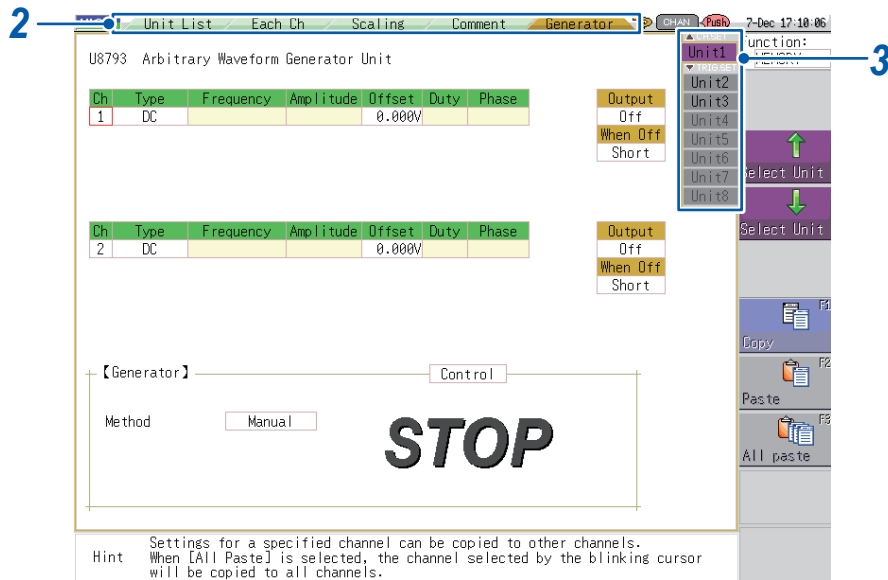 2
Unit List Each Ch Scaling Comment Generator CHAN Push 7-Dec 17:10:06
U8793 Arbitrary Waveform Generator Unit
Ch Type Frequency Amplitude Offset Duty Phase
1 DC 0.000V
Output
Off
When Off
Short
Ch Type Frequency Amplitude Offset Duty Phase
2 DC 0.000V
Output
Off
When Off
Short
【Generator】 Control
Method Manual
STOP
Hint Settings for a specified channel can be copied to other channels.
When [All Paste] is selected, the channel selected by the blinking cursor
will be copied to all channels.
Unit1
▼ TRIG SET
Unit2
Unit3
Unit4
Unit5
Unit6
Unit7
Unit8
3
Select Unit
Select Unit
F1
Copy
F2
Paste
F3
All paste